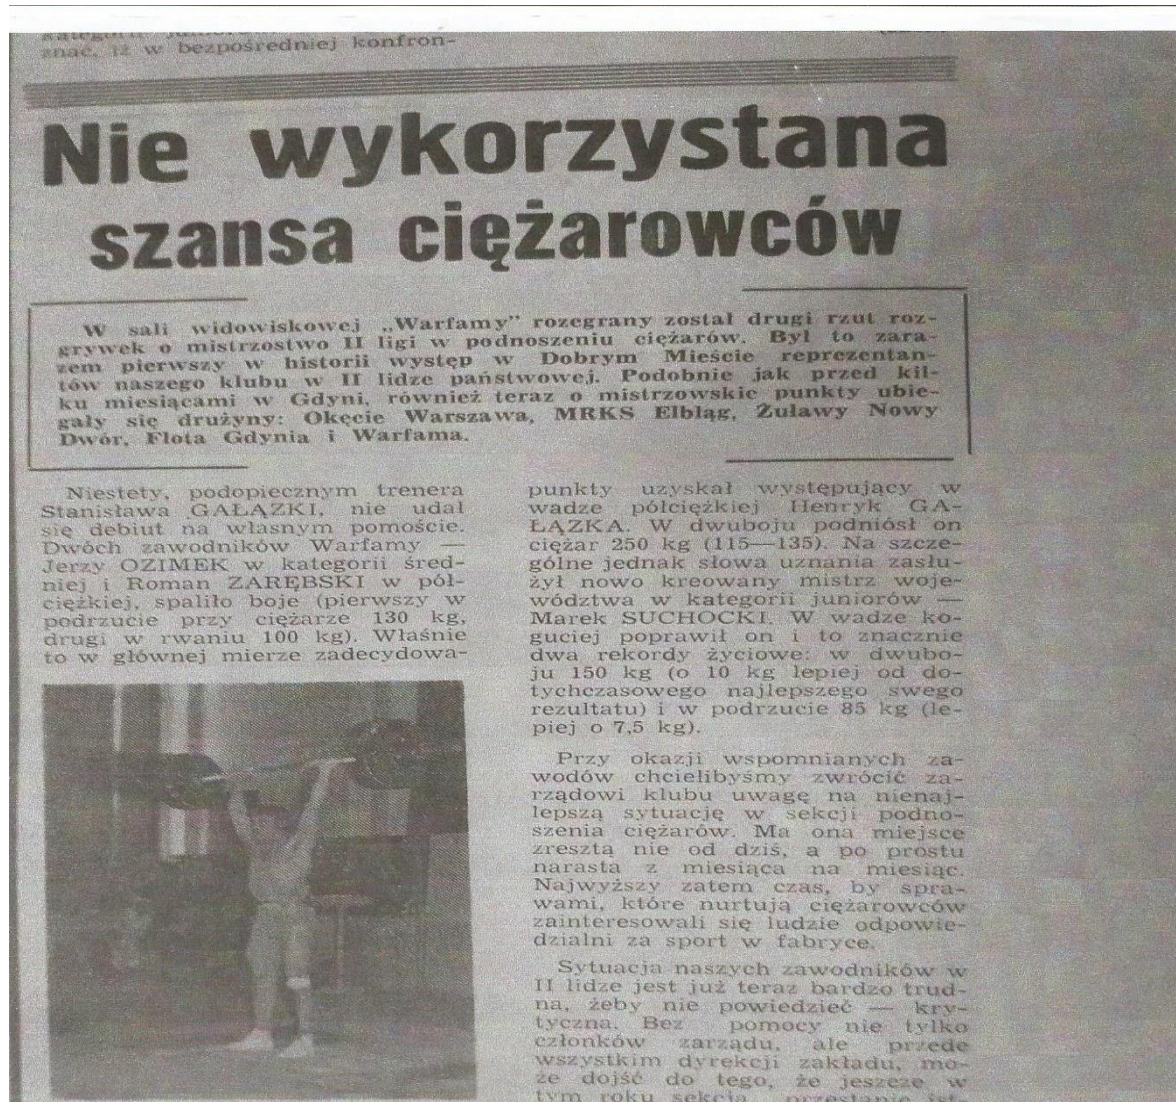 znać, iż w bezpośredniej konfron-
Nie wykorzystana
szansa ciężarowców
W sali widowiskowej „Warfamy” rozegrany został drugi rzut roz-
grywek o mistrzostwo II ligi w podnoszeniu ciężarów. Był to zara-
zem pierwszy w historii występ w Dobrym Mieście reprezentan-
tów naszego klubu w II lidze państwowej. Podobnie jak przed kil-
ku miesiącami w Gdyni, również teraz o mistrzowskie punkty ubie-
gały się drużyny: Okęcie Warszawa, MRKS Elbląg, Żuławy Nowy
Dwór, Flota Gdynia i Warfama.
Niestety, podopiecznym trenera
Stanisława GAŁĄZKI, nie udał
się debiut na własnym pomoście.
Dwóch zawodników Warfamy —
Jerzy OZIMEK w kategorii śred-
niej i Roman ZARĘBSKI w pół-
ciężkiej, spaliło boje (pierwszy w
podrzucie przy ciężarze 130 kg,
drugi w rwaniu 100 kg). Właśnie
to w głównej mierze zadecydowa-
punkty uzyskał występujący w
wadze półciężkiej Henryk GA-
ŁĄZKA. W dwuboju podniósł on
ciężar 250 kg (115—135). Na szcze-
gólne jednak słowa uznania zasłu-
żył nowo kreowany mistrz woje-
wództwa w kategorii juniorów —
Marek SUCHOCKI. W wadze ko-
guciej poprawił on i to znacznie
dwa rekordy życiowe: w dwubo-
ju 150 kg (o 10 kg lepiej od do-
tychczasowego najlepszego swego
rezultatu) i w podrzucie 85 kg (le-
piej o 7,5 kg).
Przy okazji wspomnianych za-
wodów chcielibyśmy zwrócić za-
rządowi klubu uwagę na nienaj-
lepszą sytuację w sekcji podno-
szenia ciężarów. Ma ona miejsce
zresztą nie od dziś, a po prostu
narasta z miesiąca na miesiąc.
Najwyższy zatem czas, by spra-
wami, które nurtują ciężarowców
zainteresowali się ludzie odpowie-
dzialni za sport w fabryce.
Sytuacja naszych zawodników w
II lidze jest już teraz bardzo trud-
na, żeby nie powiedzieć — kry-
tyczna. Bez pomocy nie tylko
członków zarządu, ale przede
wszystkim dyrekcji zakładu, mo-
że dojść do tego, że jeszcze w
tym roku sekcja przestanie ist-